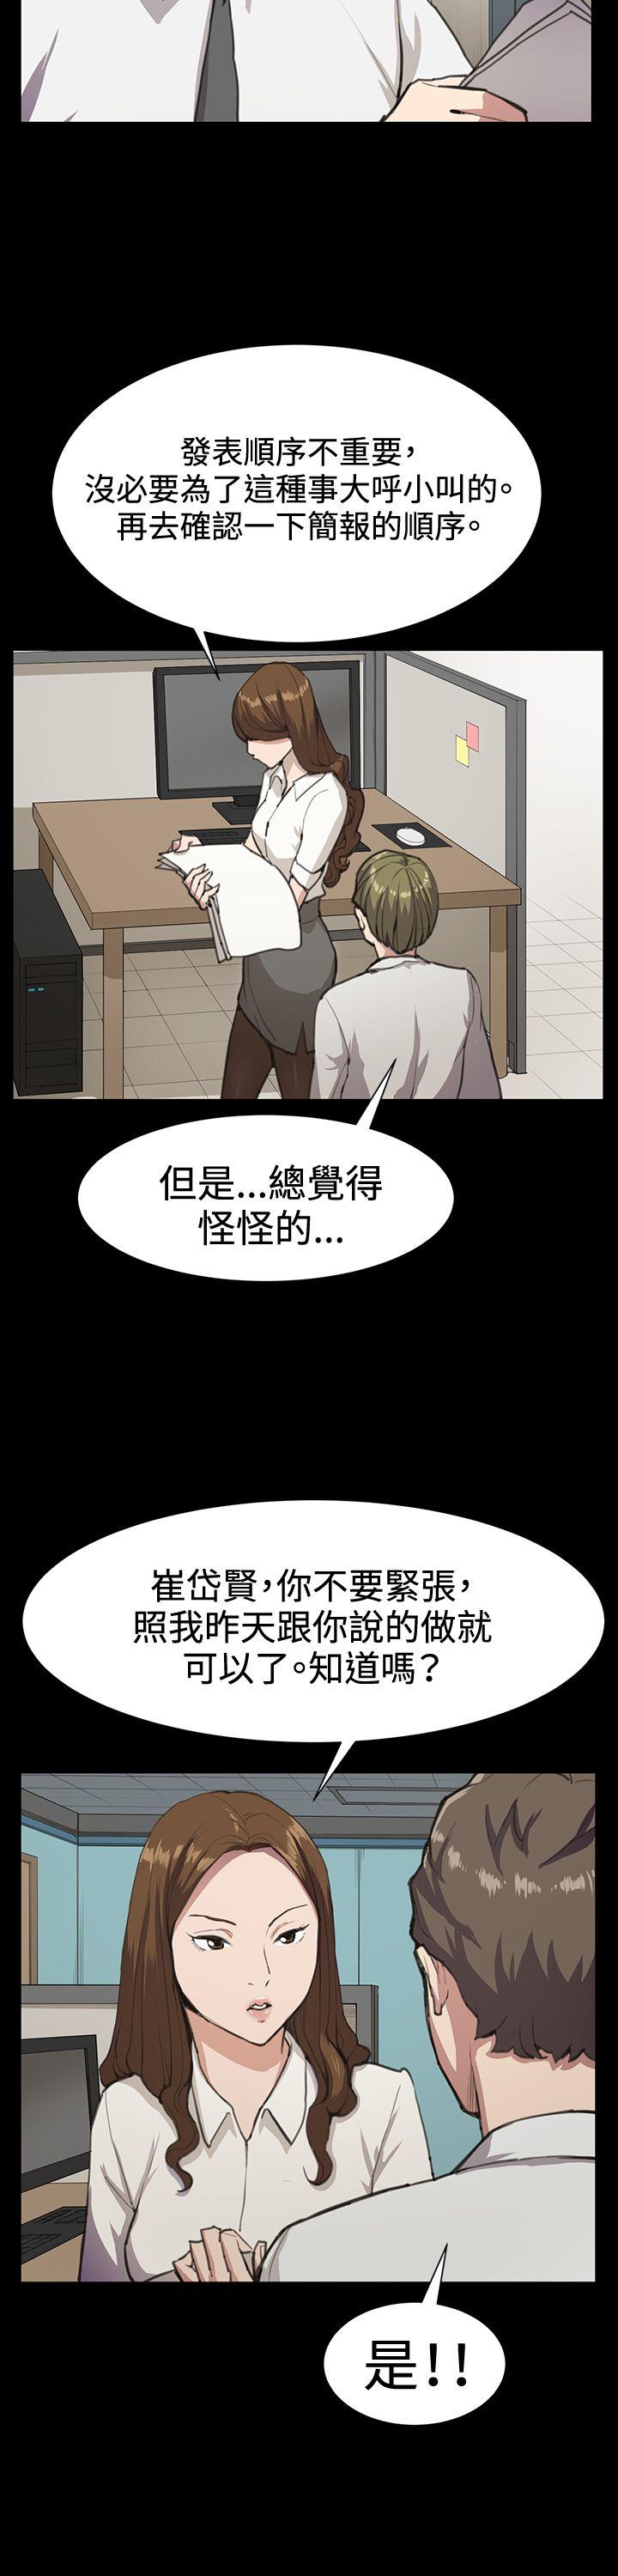 發表順序不重要，
沒必要為了這種事大呼小叫的。
再去確認一下簡報的順序。
但是...總覺得
怪怪的...
崔岱賢，你不要緊張，
照我昨天跟你說的做就
可以了。知道嗎？
是！！